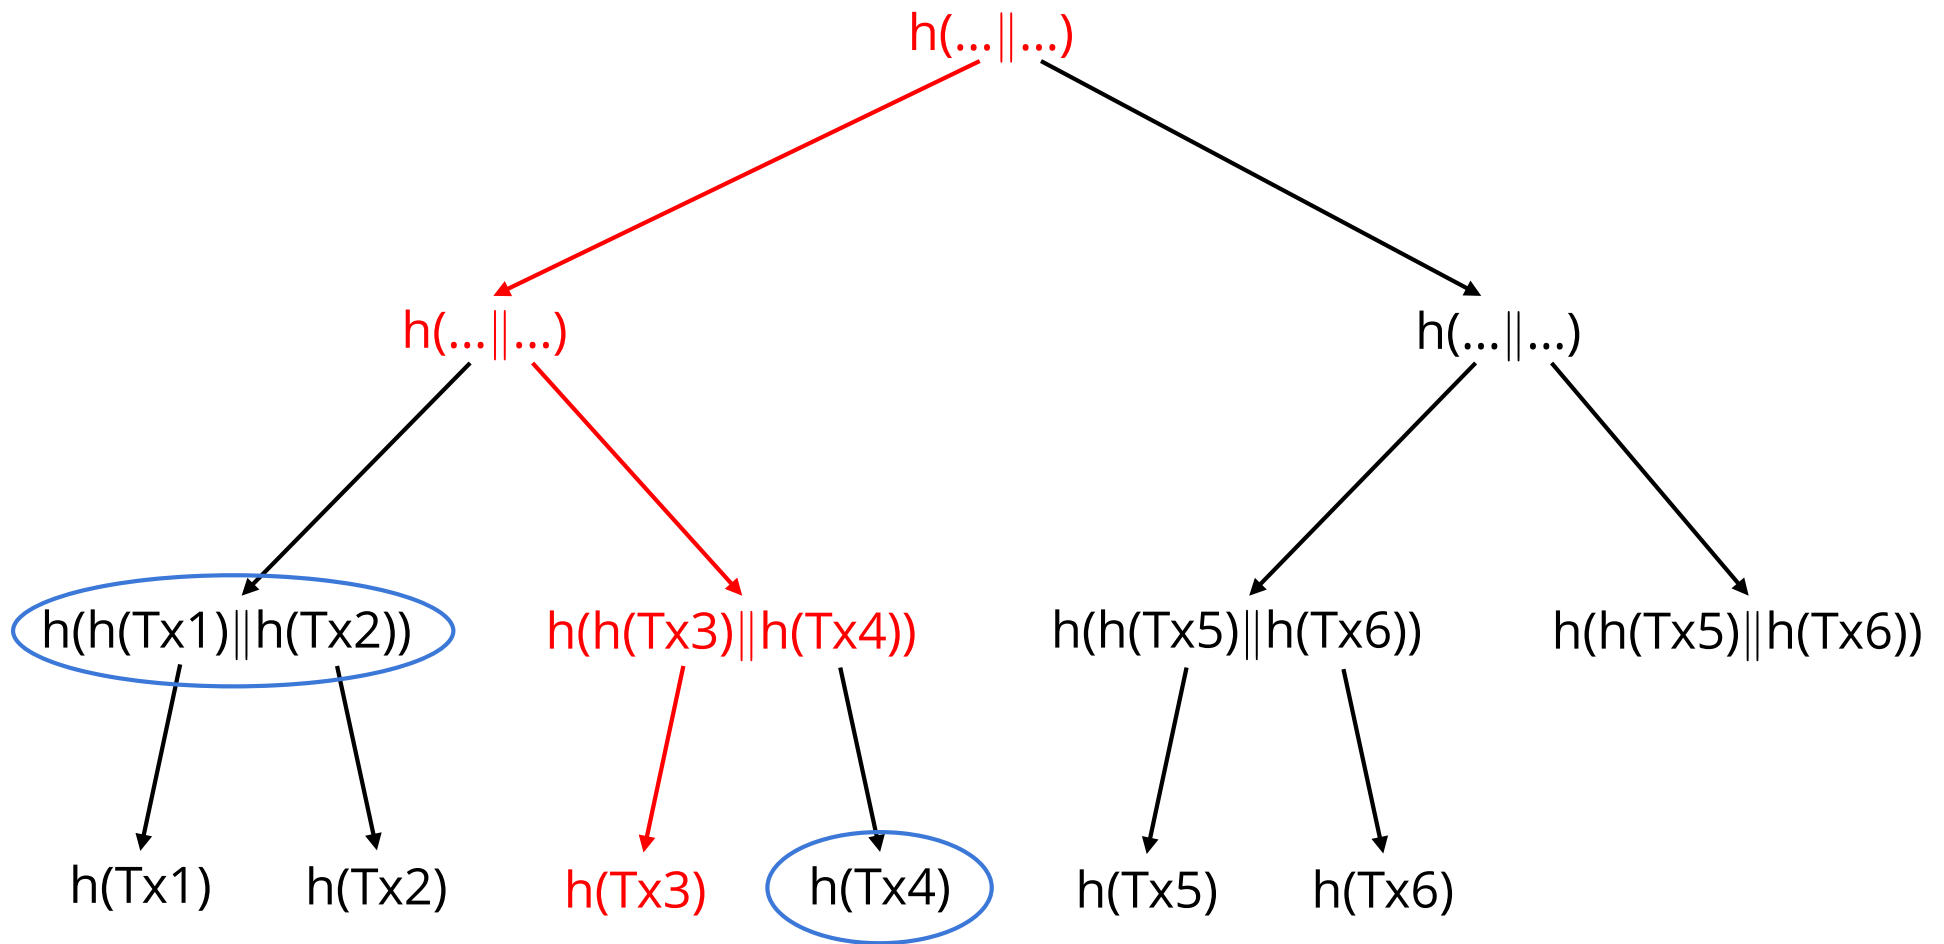 h(...||...)
h(...||...) h(...||...)
h(h(Tx1)||h(Tx2)) h(h(Tx3)||h(Tx4)) h(h(Tx5)||h(Tx6)) h(h(Tx5)||h(Tx6))
h(Tx1) h(Tx2) h(Tx3) h(Tx4) h(Tx5) h(Tx6)